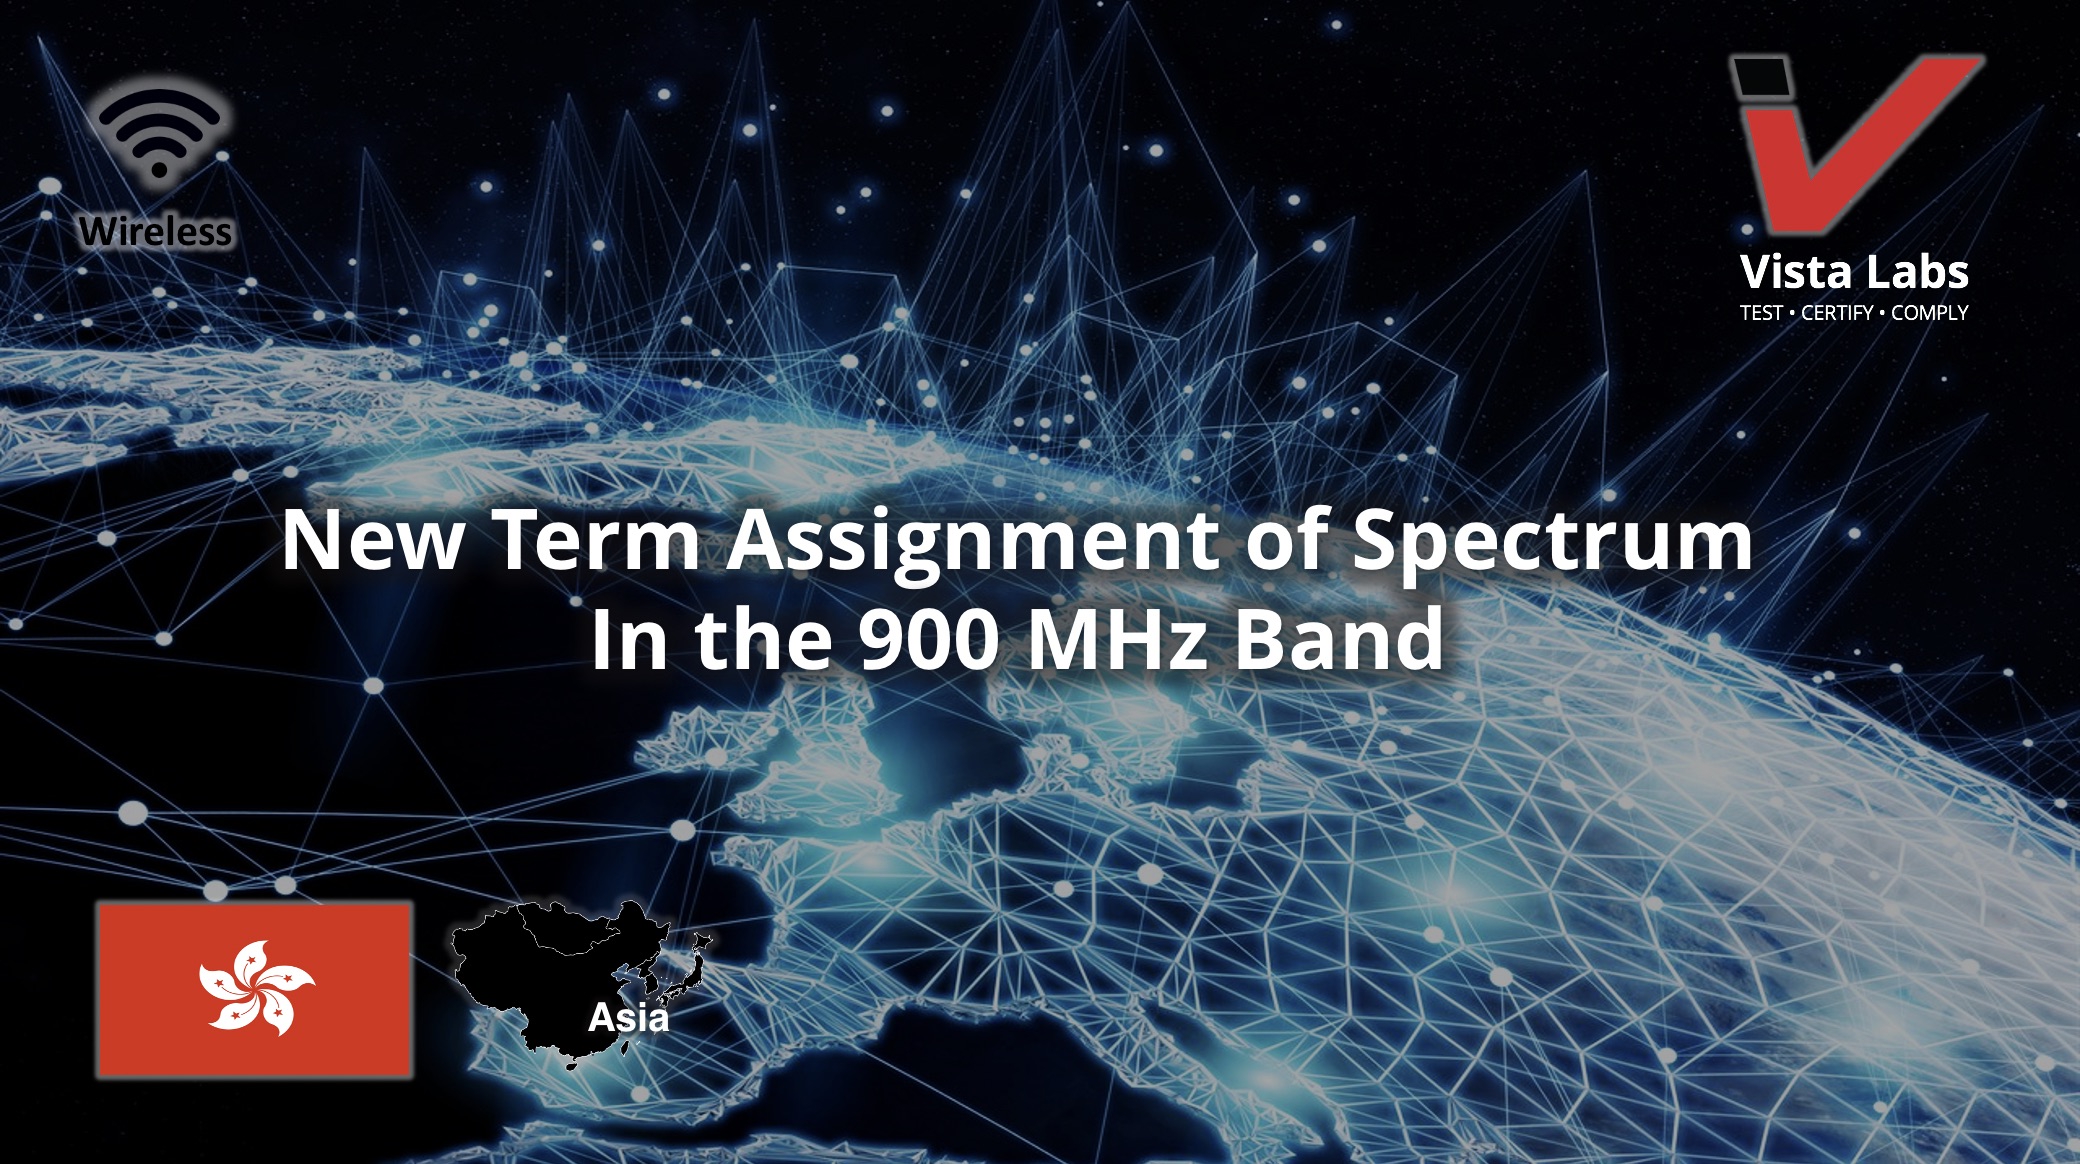 Wireless
Vista Labs
TEST • CERTIFY • COMPLY
New Term Assignment of Spectrum
In the 900 MHz Band
Asia